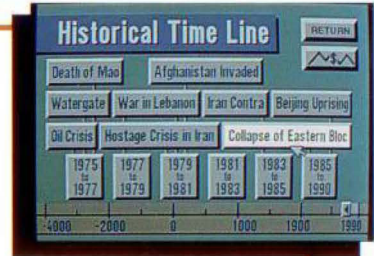 Historical Time Line
RETURN
Death of Mao Afghanistan Invaded
Watergate War in Lebanon Iran Contra Beijing Uprising
Oil Crisis Hostage Crisis in Iran Collapse of Eastern Bloc
1975 to 1977 1977 to 1979 1979 to 1981 1981 to 1983 1983 to 1985 1985 to 1990
-4000 -2000 0 1000 1900 1990